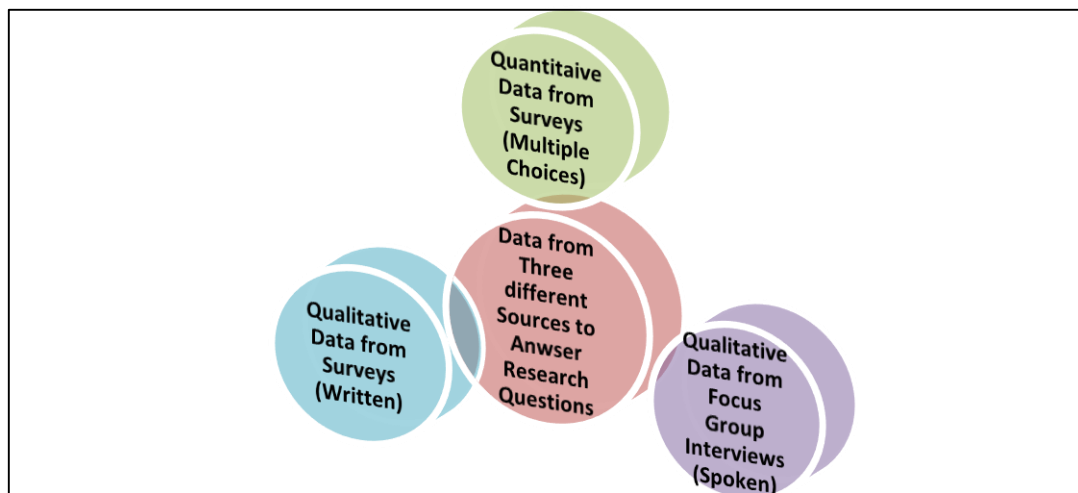 Quantitaive
Data from
Surveys
(Multiple
Choices)
Data from
Three
different
Sources to
Anwser
Research
Questions
Qualitative
Data from
Surveys
(Written)
Qualitative
Data from
Focus
Group
Interviews
(Spoken)